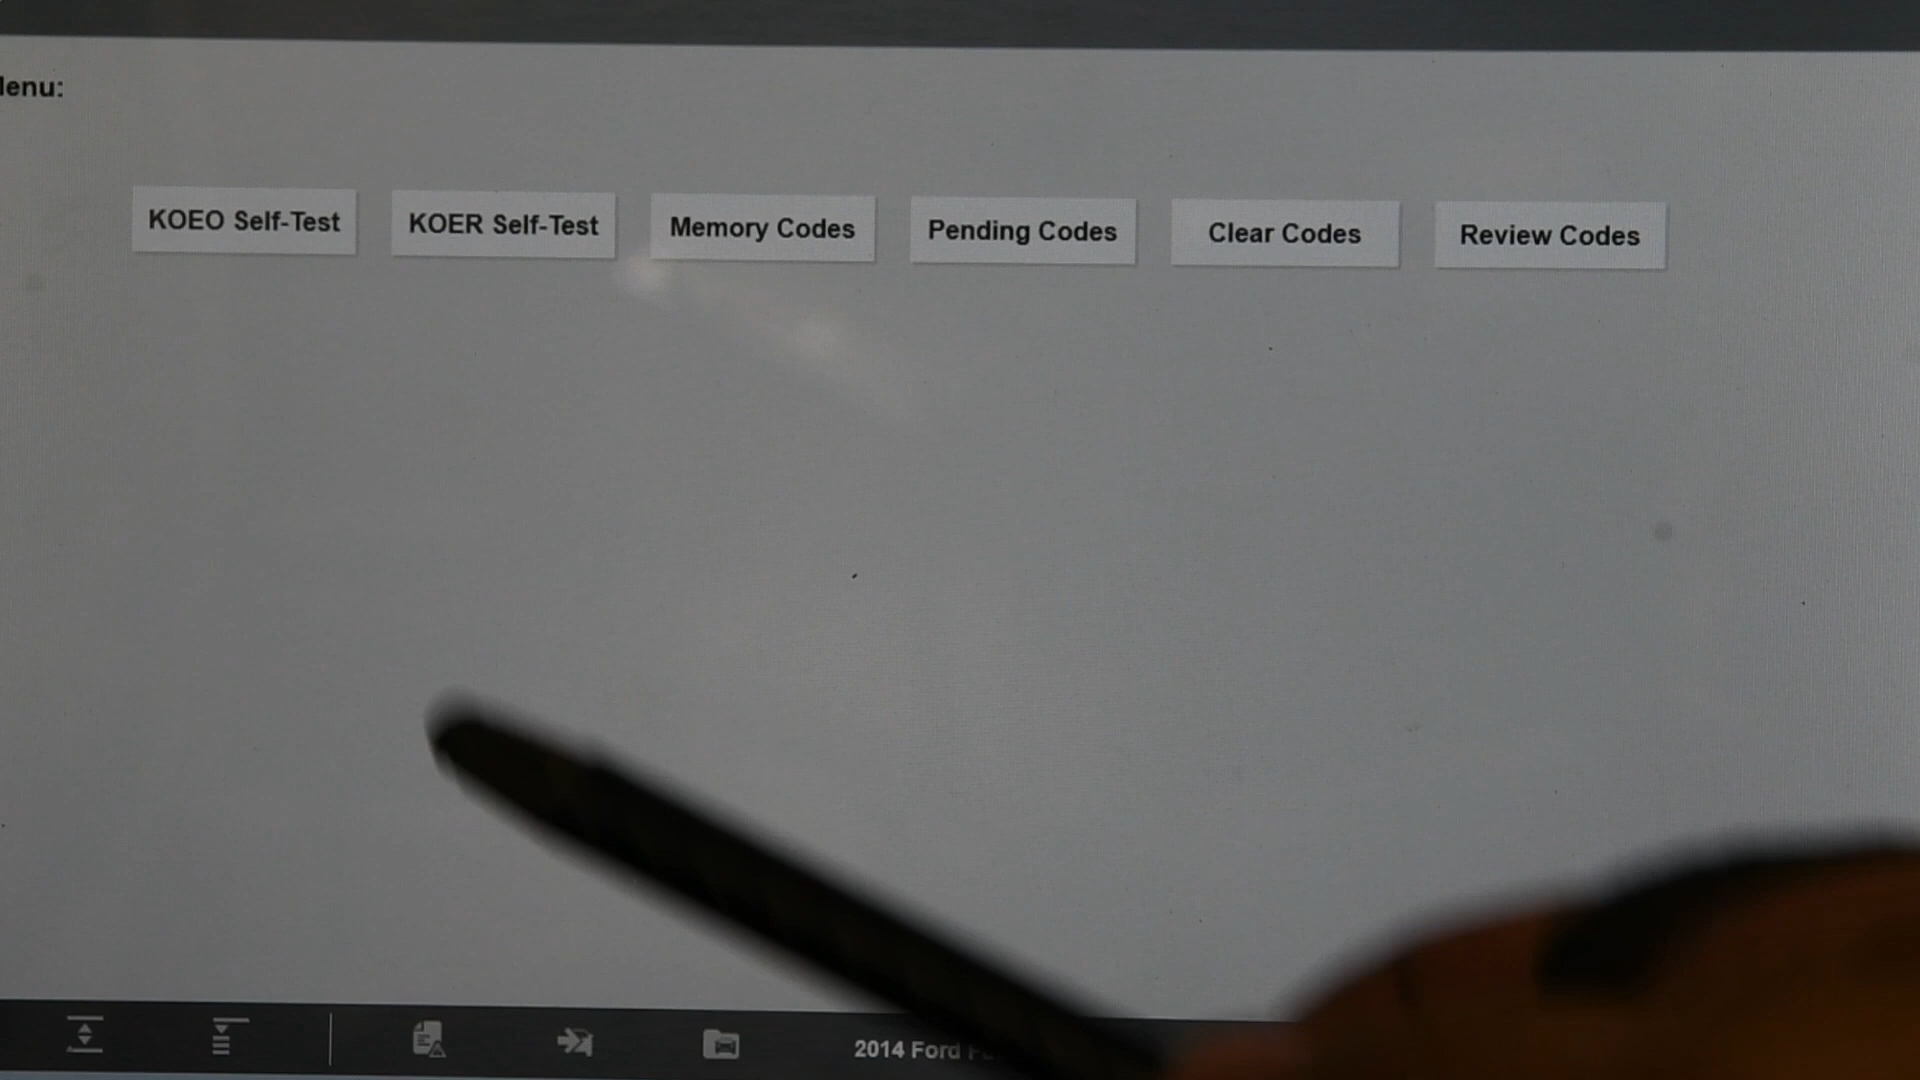 lenu:
KOEO Self-Test KOER Self-Test Memory Codes Pending Codes Clear Codes Review Codes
2014 Ford